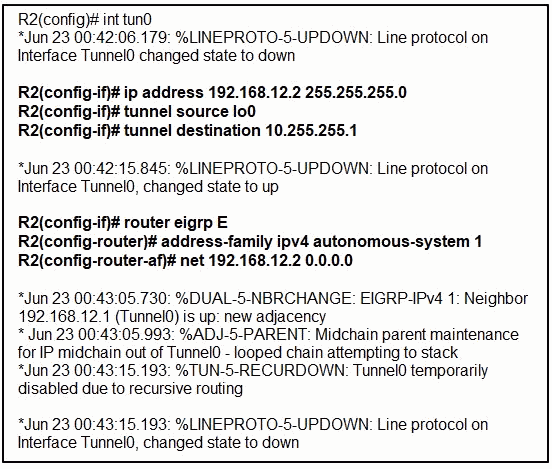 R2(config)# int tun0
*Jun 23 00:42:06.179: %LINEPROTO-5-UPDOWN: Line protocol on
Interface Tunnel0 changed state to down
R2(config-if)# ip address 192.168.12.2 255.255.255.0
R2(config-if)# tunnel source lo0
R2(config-if)# tunnel destination 10.255.255.1
*Jun 23 00:42:15.845: %LINEPROTO-5-UPDOWN: Line protocol on
Interface Tunnel0, changed state to up
R2(config-if)# router eigrp E
R2(config-router)# address-family ipv4 autonomous-system 1
R2(config-router-af)# net 192.168.12.2 0.0.0.0
*Jun 23 00:43:05.730: %DUAL-5-NBRCHANGE: EIGRP-IPv4 1: Neighbor
192.168.12.1 (Tunnel0) is up: new adjacency
* Jun 23 00:43:05.993: %ADJ-5-PARENT: Midchain parent maintenance
for IP midchain out of Tunnel0 - looped chain attempting to stack
*Jun 23 00:43:15.193: %TUN-5-RECURDOWN: Tunnel0 temporarily
disabled due to recursive routing
*Jun 23 00:43:15.193: %LINEPROTO-5-UPDOWN: Line protocol on
Interface Tunnel0, changed state to down